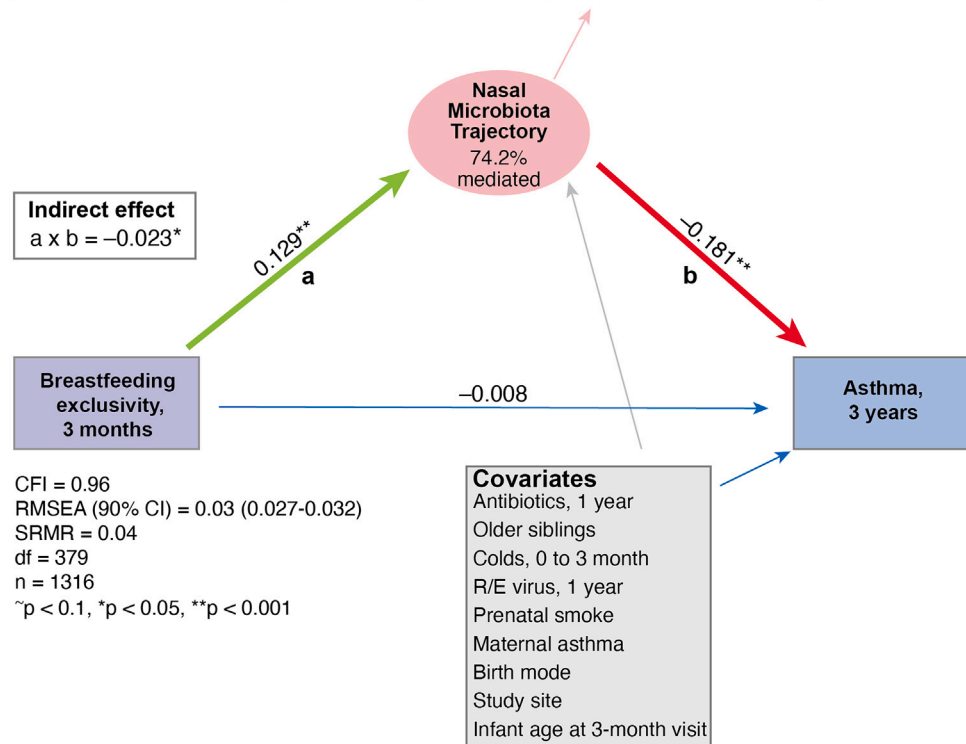 Nasal
Microbiota
Trajectory
74.2%
mediated
Indirect effect
a x b = –0.023*
0.129**
a
–0.181**
b
Breastfeeding
exclusivity,
3 months
–0.008
Asthma,
3 years
CFI = 0.96
RMSEA (90% CI) = 0.03 (0.027-0.032)
SRMR = 0.04
df = 379
n = 1316
~p < 0.1, *p < 0.05, **p < 0.001
Covariates
Antibiotics, 1 year
Older siblings
Colds, 0 to 3 month
R/E virus, 1 year
Prenatal smoke
Maternal asthma
Birth mode
Study site
Infant age at 3-month visit